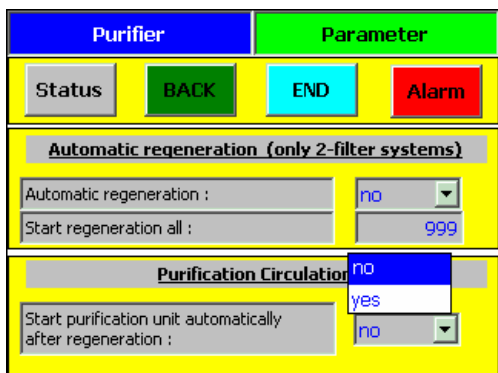 Purifier Parameter
Status BACK END Alarm
Automatic regeneration (only 2-filter systems)
Automatic regeneration : no
Start regeneration all : 999
Purification Circulation
no
yes
Start purification unit automatically
after regeneration : no